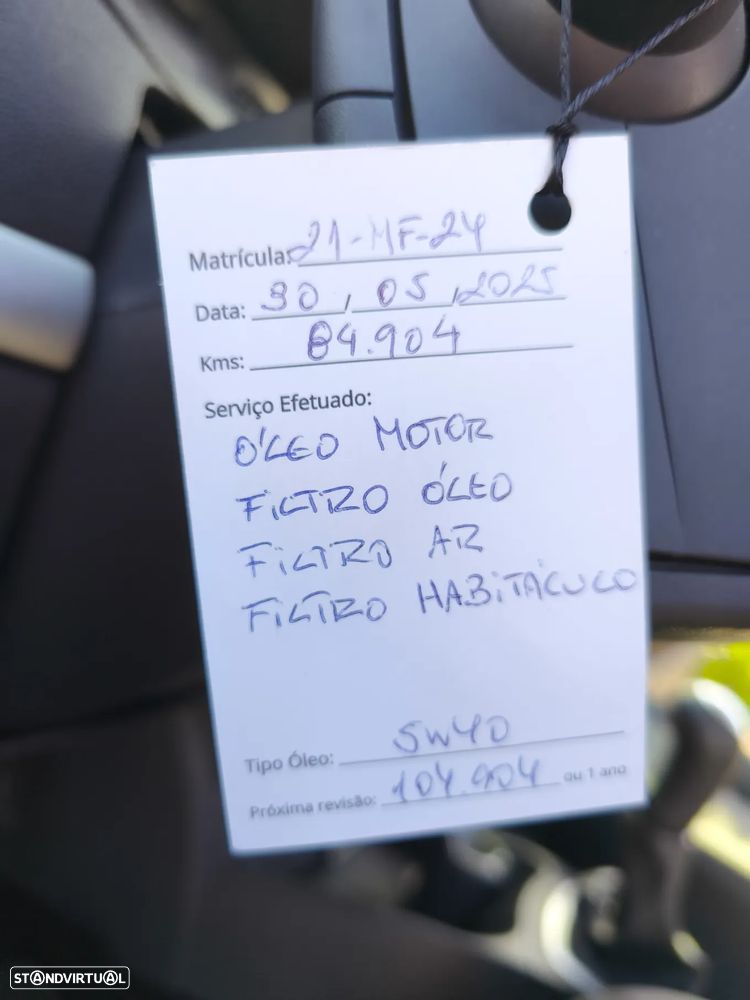 Matrícula: 21-MF-24
Data: 30, 05, 2025
Kms: 84.904
Serviço Efetuado:
ÓLEO MOTOR
FILTRO ÓLEO
FILTRO AR
FILTRO HABITÁCULO
Tipo Óleo: 5W40
Próxima revisão: 104.904 ou 1 ano
STANDVIRTUAL